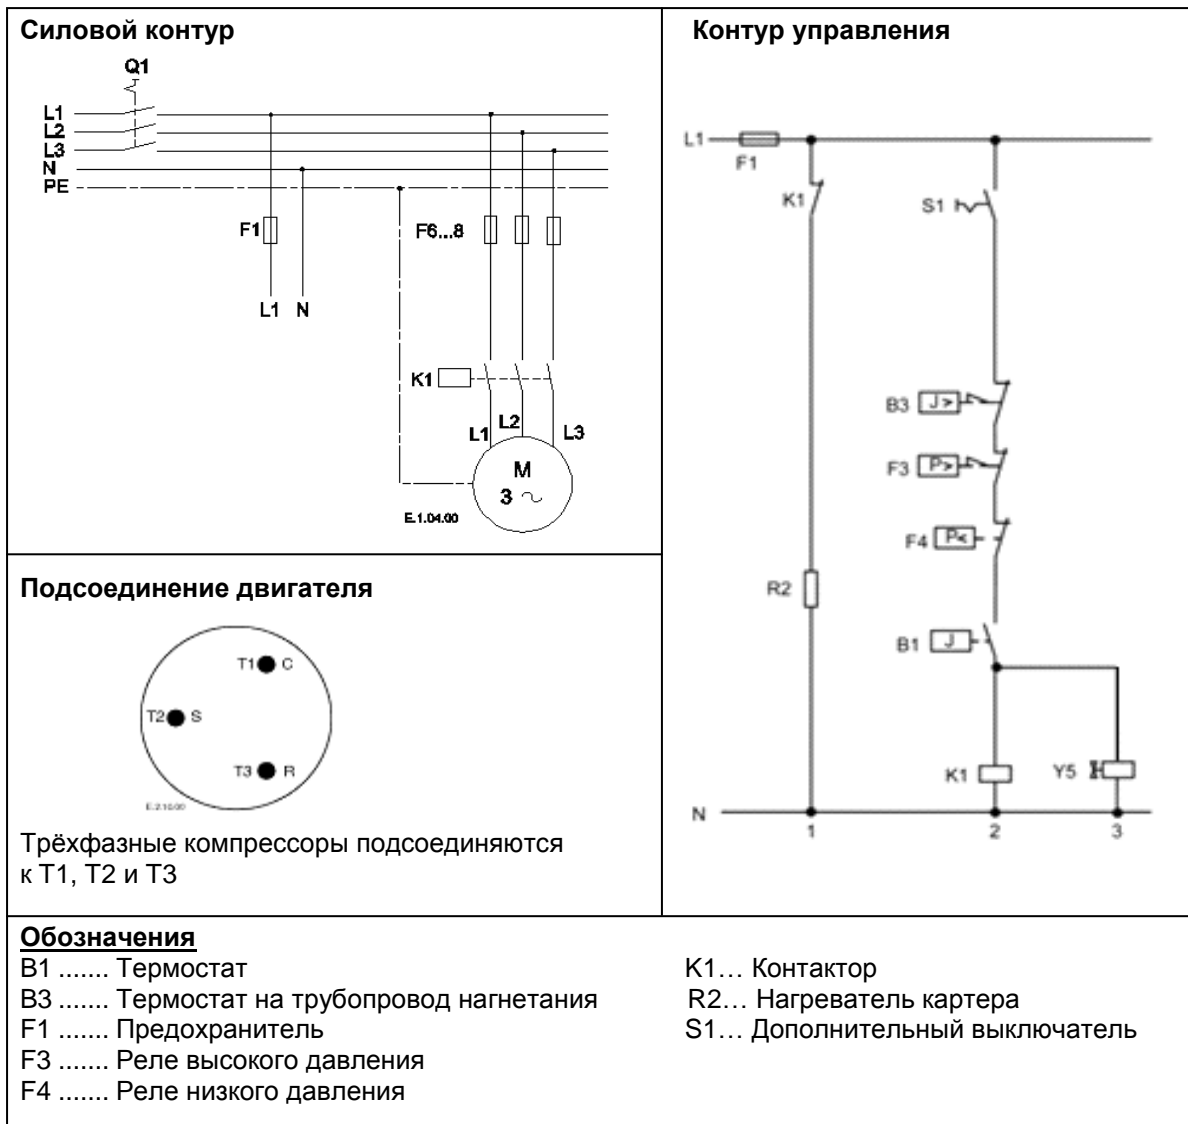 Силовой контур
Q1
L1
L2
L3
N
PE
F1
F6...8
L1 N
K1
L1
L2
L3
M
3 ~
E.1.04.00
Контур управления
L1
F1
K1
S1
B3 J>
F3 P>
F4 P<
R2
B1 J
K1
Y5
N
1 2 3
Подсоединение двигателя
T1 C
T2 S
T3 R
E.2.10.00
Трёхфазные компрессоры подсоединяются
к T1, T2 и T3
Обозначения
B1 ....... Термостат
B3 ....... Термостат на трубопровод нагнетания
F1 ....... Предохранитель
F3 ....... Реле высокого давления
F4 ....... Реле низкого давления
K1… Контактор
R2… Нагреватель картера
S1… Дополнительный выключатель